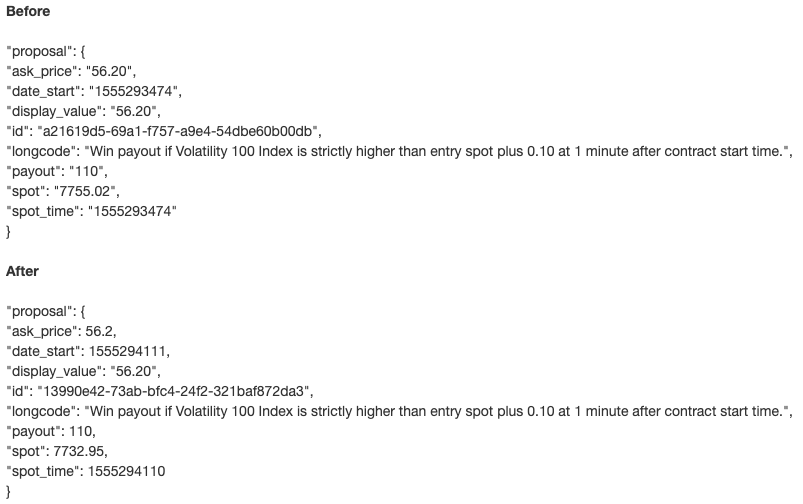 Before
"proposal": {
"ask_price": "56.20",
"date_start": "1555293474",
"display_value": "56.20",
"id": "a21619d5-69a1-f757-a9e4-54dbe60b00db",
"longcode": "Win payout if Volatility 100 Index is strictly higher than entry spot plus 0.10 at 1 minute after contract start time.",
"payout": "110",
"spot": "7755.02",
"spot_time": "1555293474"
}
After
"proposal": {
"ask_price": 56.2,
"date_start": 1555294111,
"display_value": "56.20",
"id": "13990e42-73ab-bfc4-24f2-321baf872da3",
"longcode": "Win payout if Volatility 100 Index is strictly higher than entry spot plus 0.10 at 1 minute after contract start time.",
"payout": 110,
"spot": 7732.95,
"spot_time": 1555294110
}